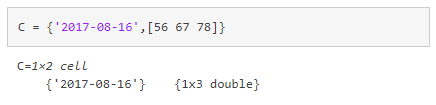 C = {'2017-08-16',[56 67 78]}
C=1×2 cell
{'2017-08-16'}    {1x3 double}